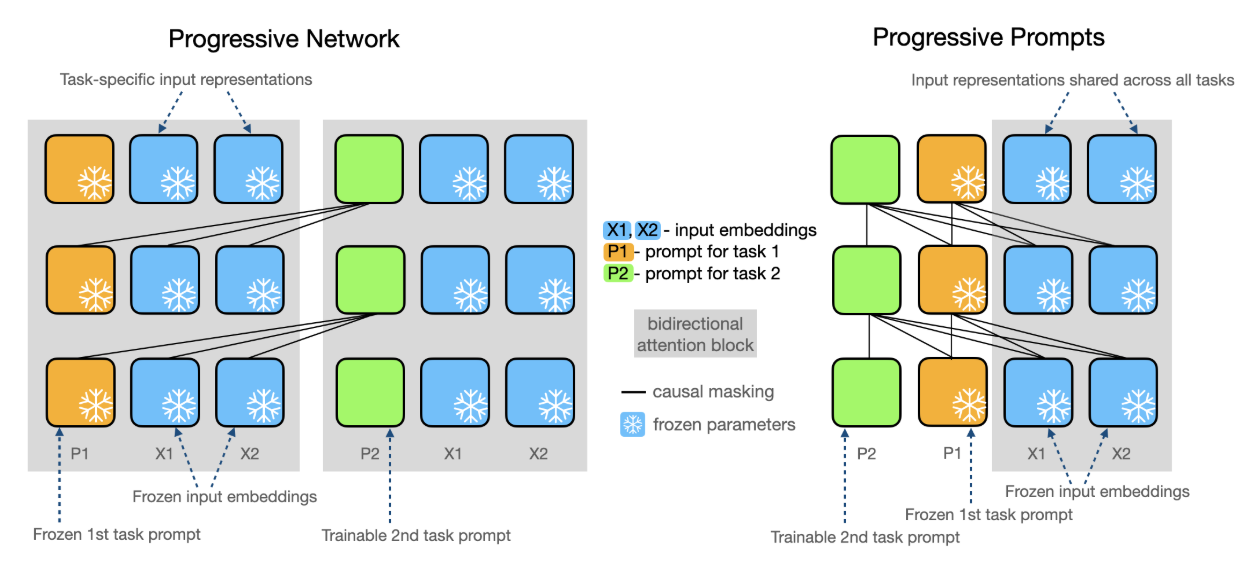 Progressive Network
Task-specific input representations
P1 X1 X2 P2 X1 X2
Frozen input embeddings
Frozen 1st task prompt
Trainable 2nd task prompt
X1, X2 - input embeddings
P1 - prompt for task 1
P2 - prompt for task 2
bidirectional
attention block
causal masking
frozen parameters
Progressive Prompts
Input representations shared across all tasks
P2 P1 X1 X2
Frozen input embeddings
Frozen 1st task prompt
Trainable 2nd task prompt